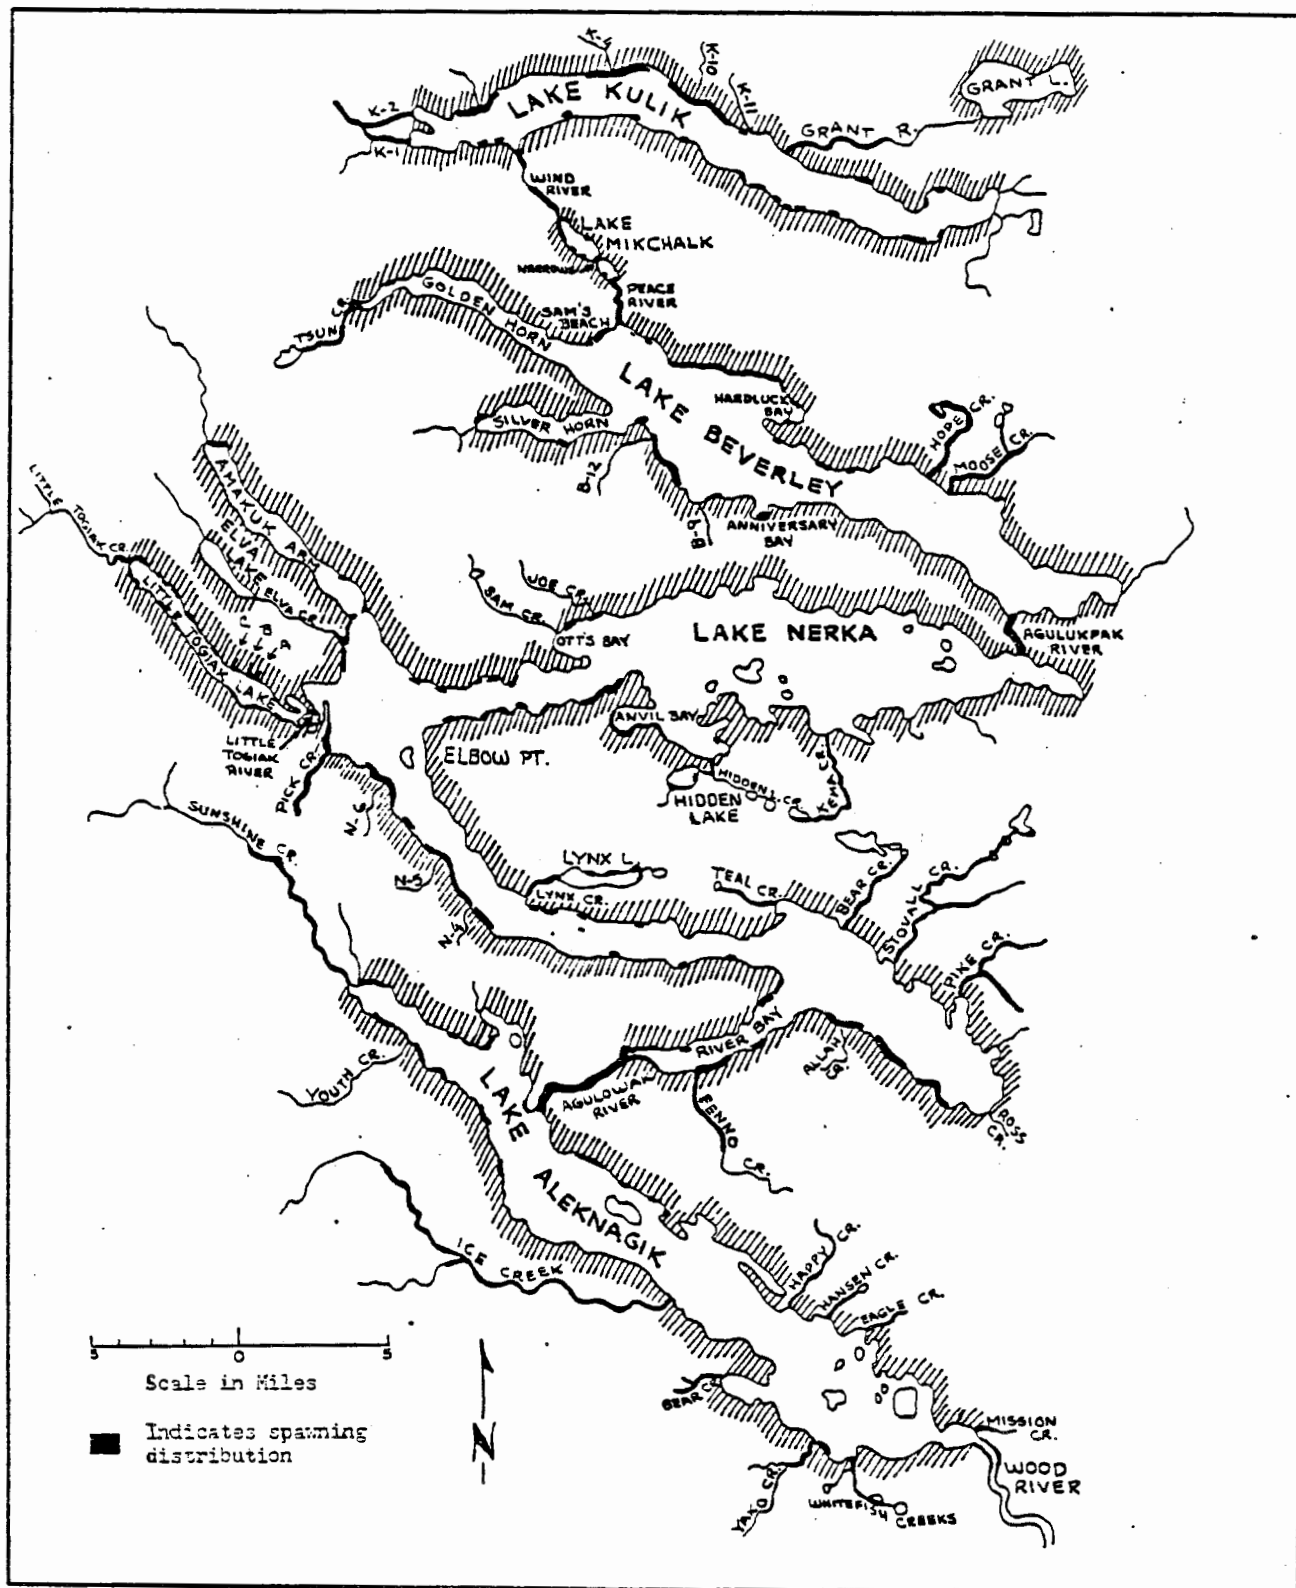 K-4
K-10
K-11
GRANT L.
K-2
LAKE KULIK
GRANT R.
K-1
WIND
RIVER
LAKE
MIKCHALK
NARROWS
PEACE
RIVER
GOLDEN HORN
SAM'S
BEACH
TSUN CR.
LAKE BEVERLEY
HARDLUCK
BAY
HOPE CR.
MOOSE CR.
SILVER HORN
B-12
ANNIVERSARY
BAY
AMAKUK ARM
LITTLE TOGIAK CR.
ELVA
LAKE
ELVA CR.
LITTLE TOGIAK LAKE
C
B
A
JOE CR.
SAM CR.
OTT'S BAY
LAKE NERKA
AGULUKPAK
RIVER
ANVIL BAY
LITTLE
TOGIAK
RIVER
ELBOW PT.
PICK CR.
HIDDEN L. CR.
HIDDEN
LAKE
KEMA CR.
SUNSHINE CR.
N-6
N-5
N-4
LYNX L.
LYNX CR.
TEAL CR.
BEAR CR.
STOVALL CR.
PIKE CR.
RIVER BAY
ALLAH
CR.
YOUTH CR.
LAKE ALEKNAGIK
AGULOWAK
RIVER
FENNO CR.
ROSS
CR.
ICE CREEK
HAPPY CR.
HANSEN CR.
EAGLE CR.
5 0 5
Scale in Miles
Indicates spawning
distribution
N
BEAR CR.
MISSION
CR.
WOOD
RIVER
YAKO CR.
WHITEFISH CREEKS